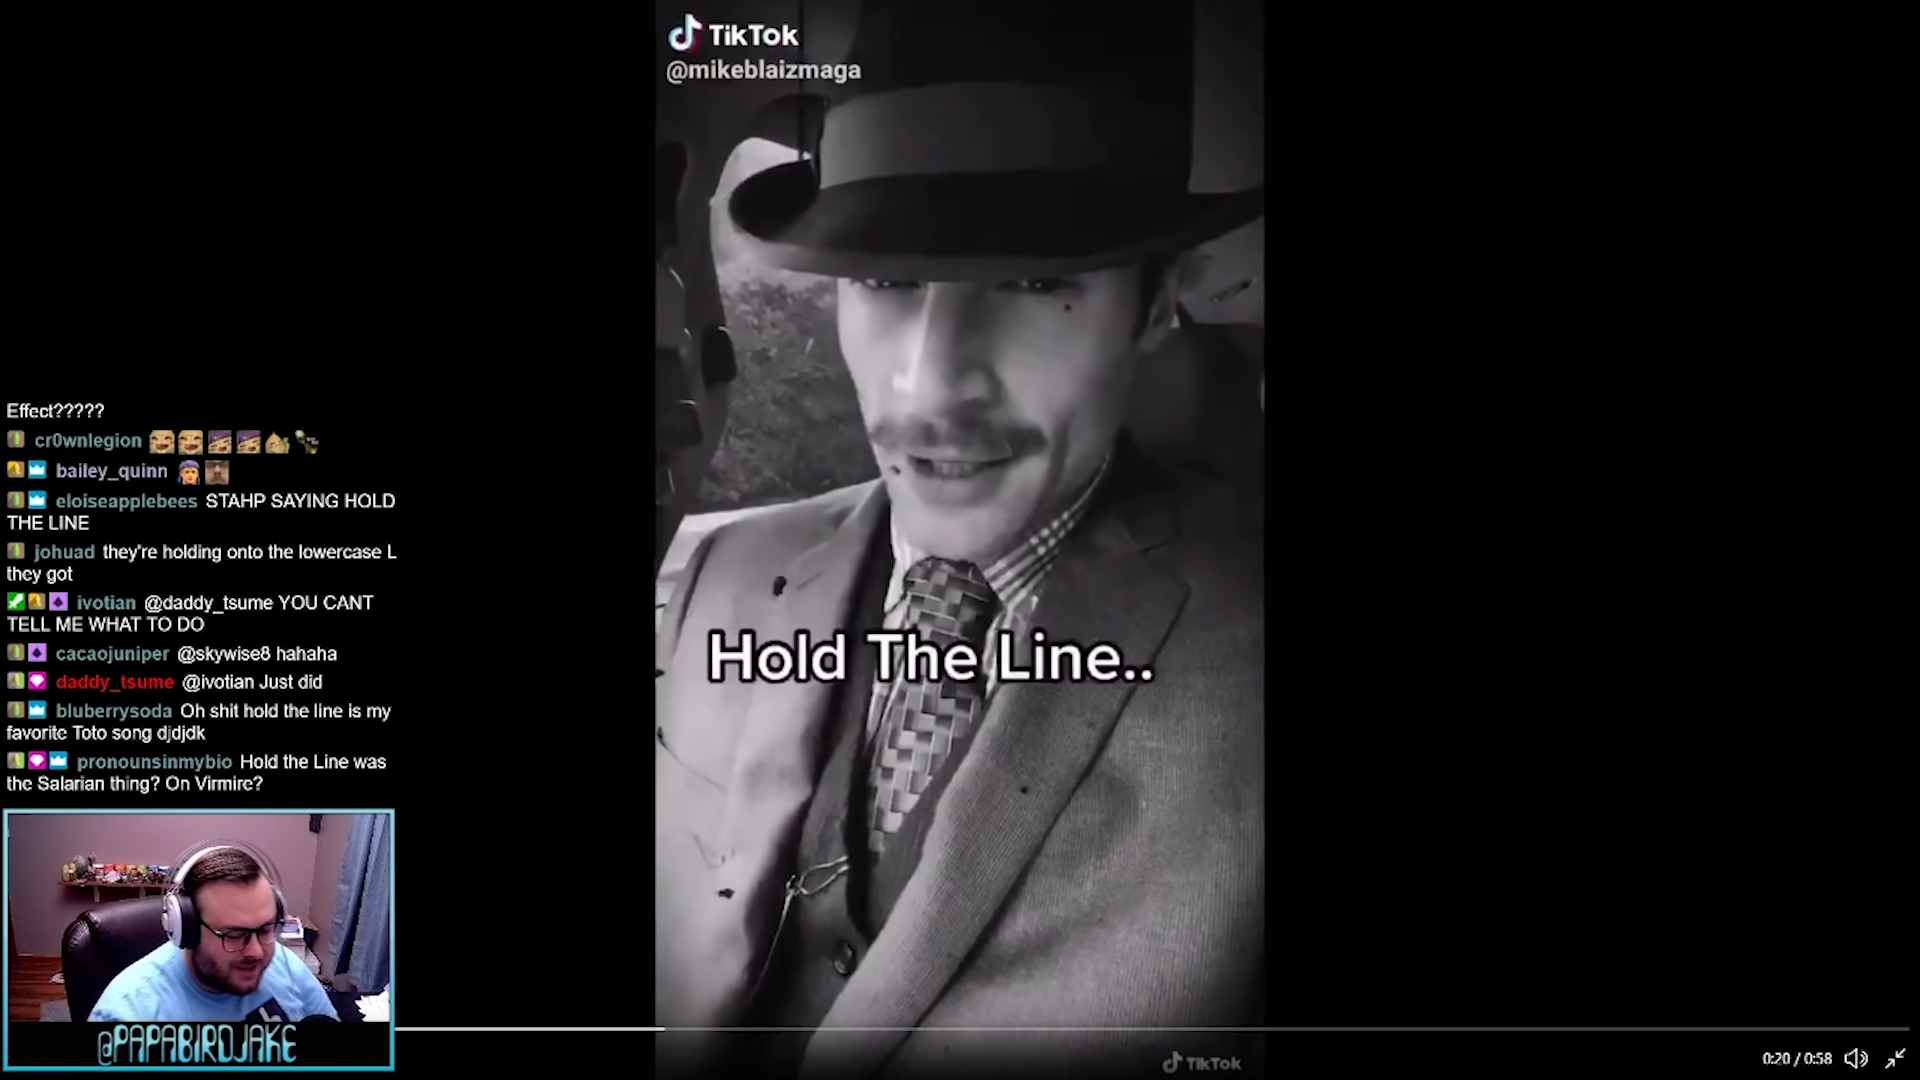 TikTok
@mikeblaizmaga
Effect?????
cr0wnlegion
bailey_quinn
eloiseapplebees STAHP SAYING HOLD
THE LINE
johuad they're holding onto the lowercase L
they got
ivotian @daddy_tsume YOU CANT
TELL ME WHAT TO DO
cacaojuniper @skywise8 hahaha
daddy_tsume @ivotian Just did
bluberrysoda Oh shit hold the line is my
favorite Toto song djdjdk
pronounsinmybio Hold the Line was
the Salarian thing? On Virmire?
Hold The Line..
@PAPABIRDJAKE
TikTok
0:20 / 0:58